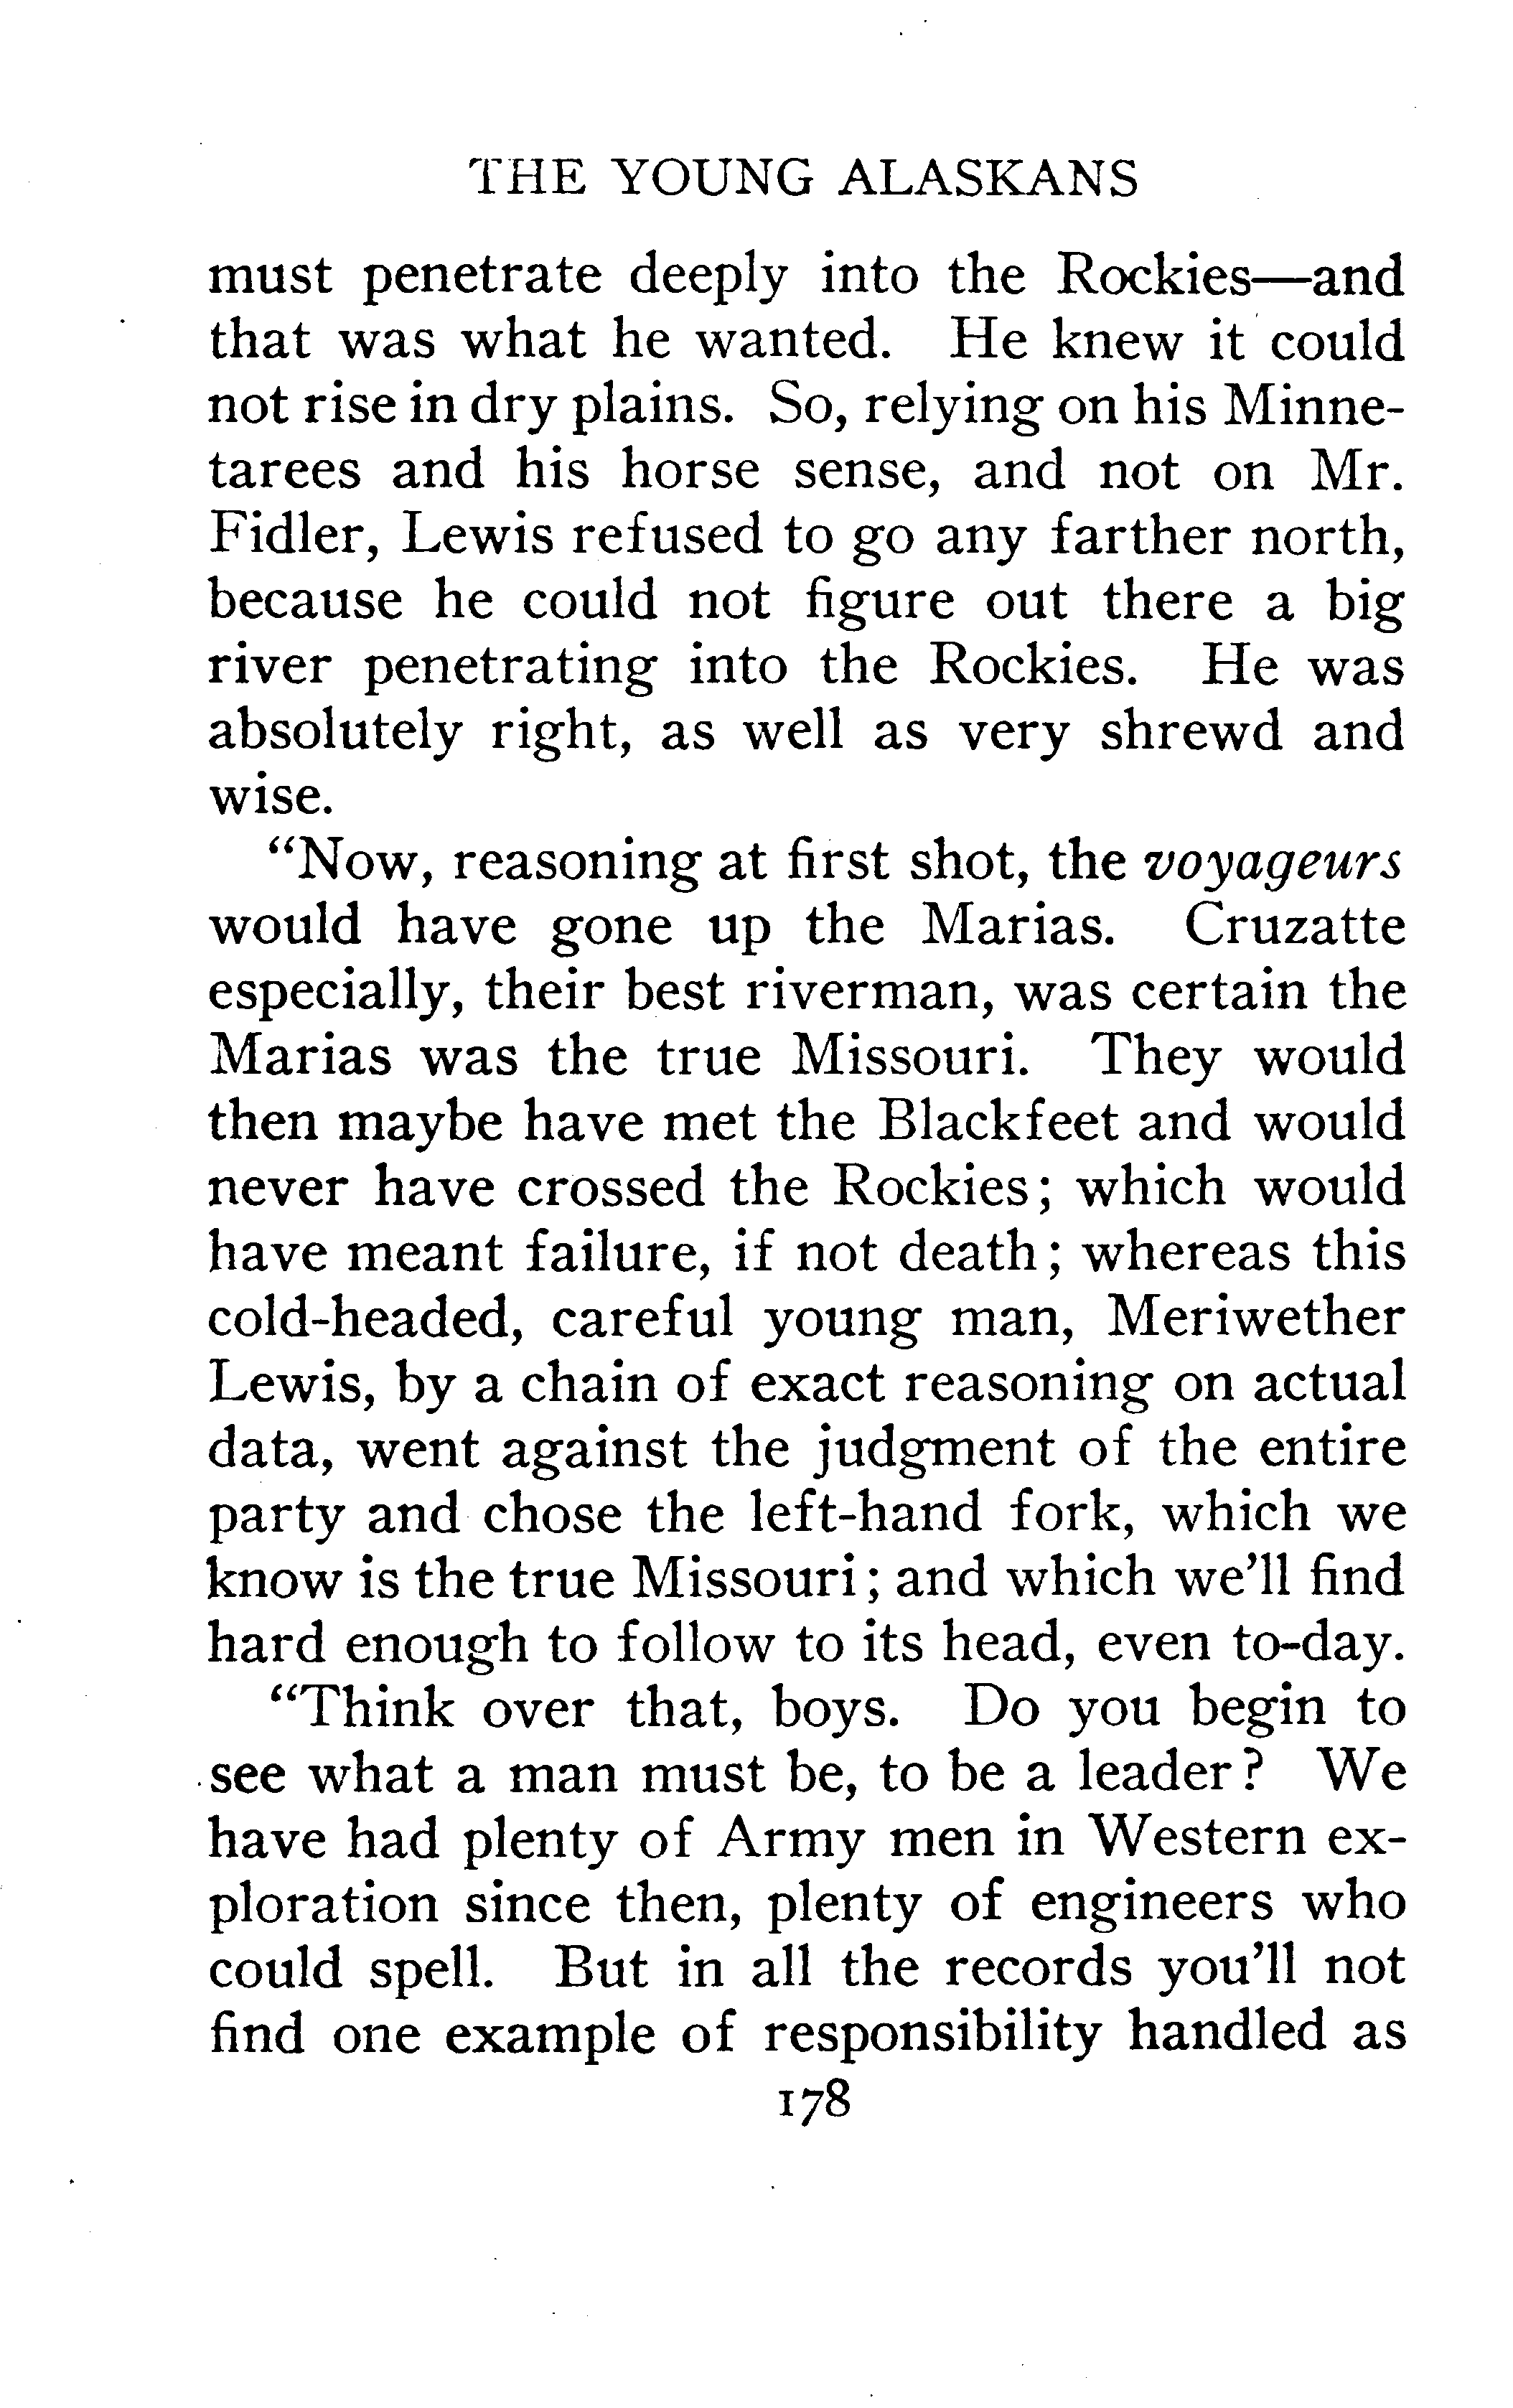 THE YOUNG ALASKANS
must penetrate deeply into the Rockies—and
that was what he wanted. He knew it could
not rise in dry plains. So, relying on his Minne-
tarees and his horse sense, and not on Mr.
Fidler, Lewis refused to go any farther north,
because he could not figure out there a big
river penetrating into the Rockies. He was
absolutely right, as well as very shrewd and
wise.
"Now, reasoning at first shot, the voyageurs
would have gone up the Marias. Cruzatte
especially, their best riverman, was certain the
Marias was the true Missouri. They would
then maybe have met the Blackfeet and would
never have crossed the Rockies; which would
have meant failure, if not death; whereas this
cold-headed, careful young man, Meriwether
Lewis, by a chain of exact reasoning on actual
data, went against the judgment of the entire
party and chose the left-hand fork, which we
know is the true Missouri; and which we'll find
hard enough to follow to its head, even to-day.
"Think over that, boys. Do you begin to
see what a man must be, to be a leader? We
have had plenty of Army men in Western ex-
ploration since then, plenty of engineers who
could spell. But in all the records you'll not
find one example of responsibility handled as
178